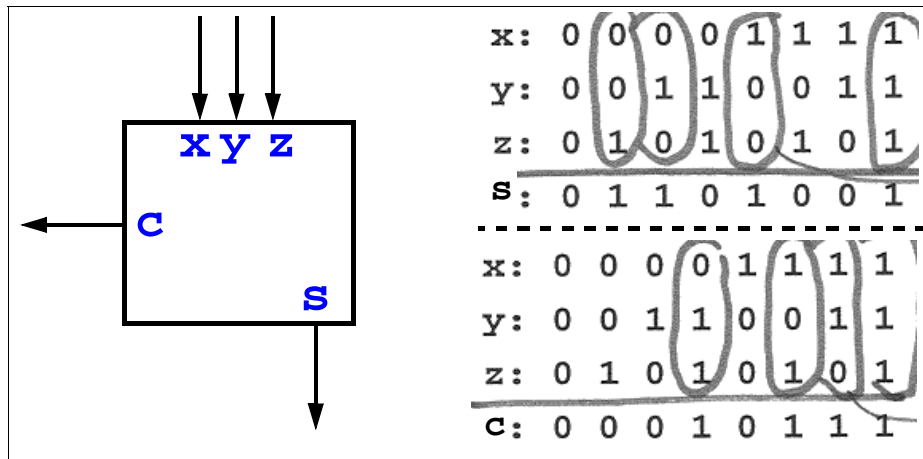 x y z
C
S
x: 0 0 0 0 1 1 1 1
y: 0 0 1 1 0 0 1 1
z: 0 1 0 1 0 1 0 1
S: 0 1 1 0 1 0 0 1
x: 0 0 0 0 1 1 1 1
y: 0 0 1 1 0 0 1 1
z: 0 1 0 1 0 1 0 1
C: 0 0 0 1 0 1 1 1